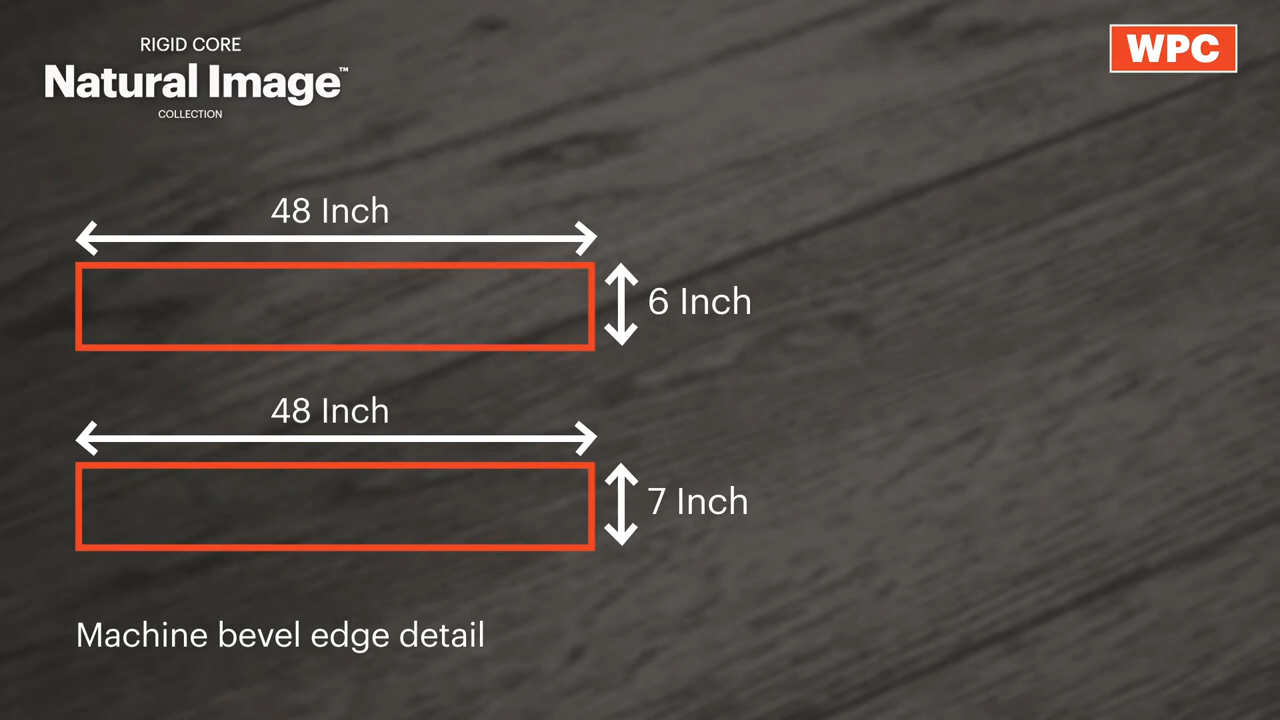 RIGID CORE
Natural Image™
COLLECTION
WPC
48 Inch
6 Inch
48 Inch
7 Inch
Machine bevel edge detail